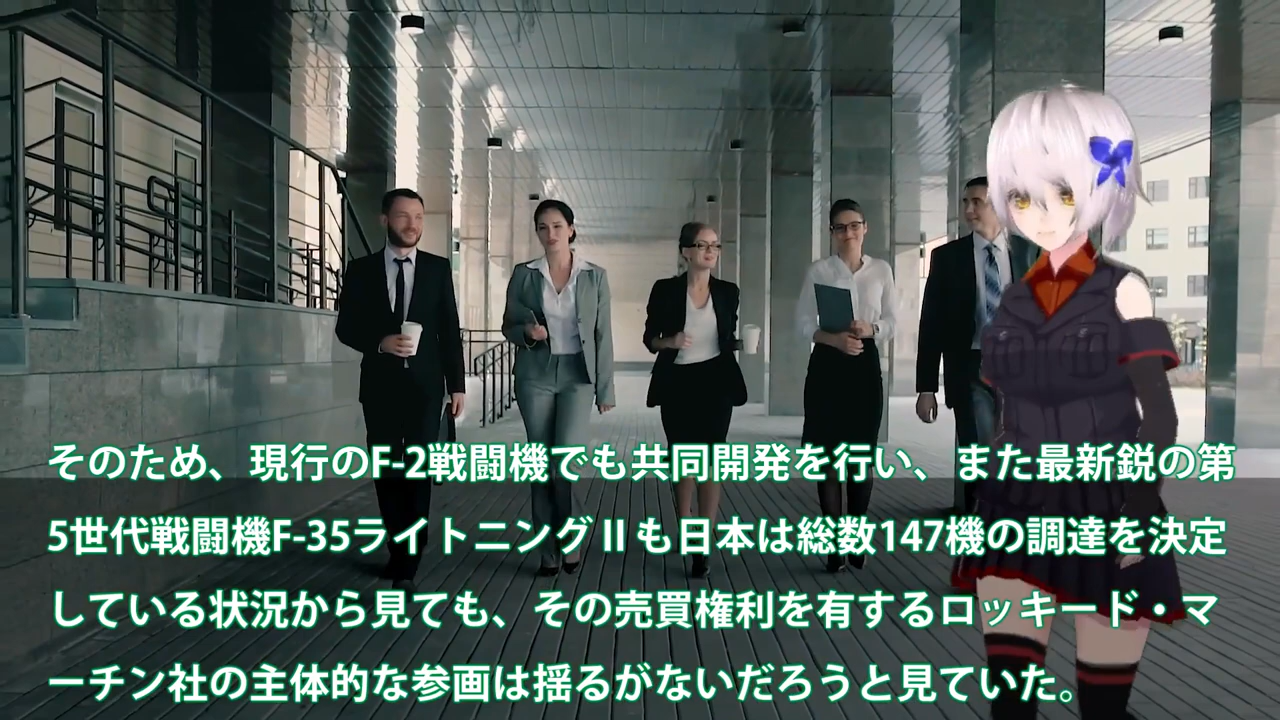 そのため、現行のF-2戦闘機でも共同開発を行い、また最新鋭の第
5世代戦闘機F-35ライトニングⅡも日本は総数147機の調達を決定
している状況から見ても、その売買権利を有するロッキード・マ
ーチン社の主体的な参画は揺るがないだろうと見ていた。